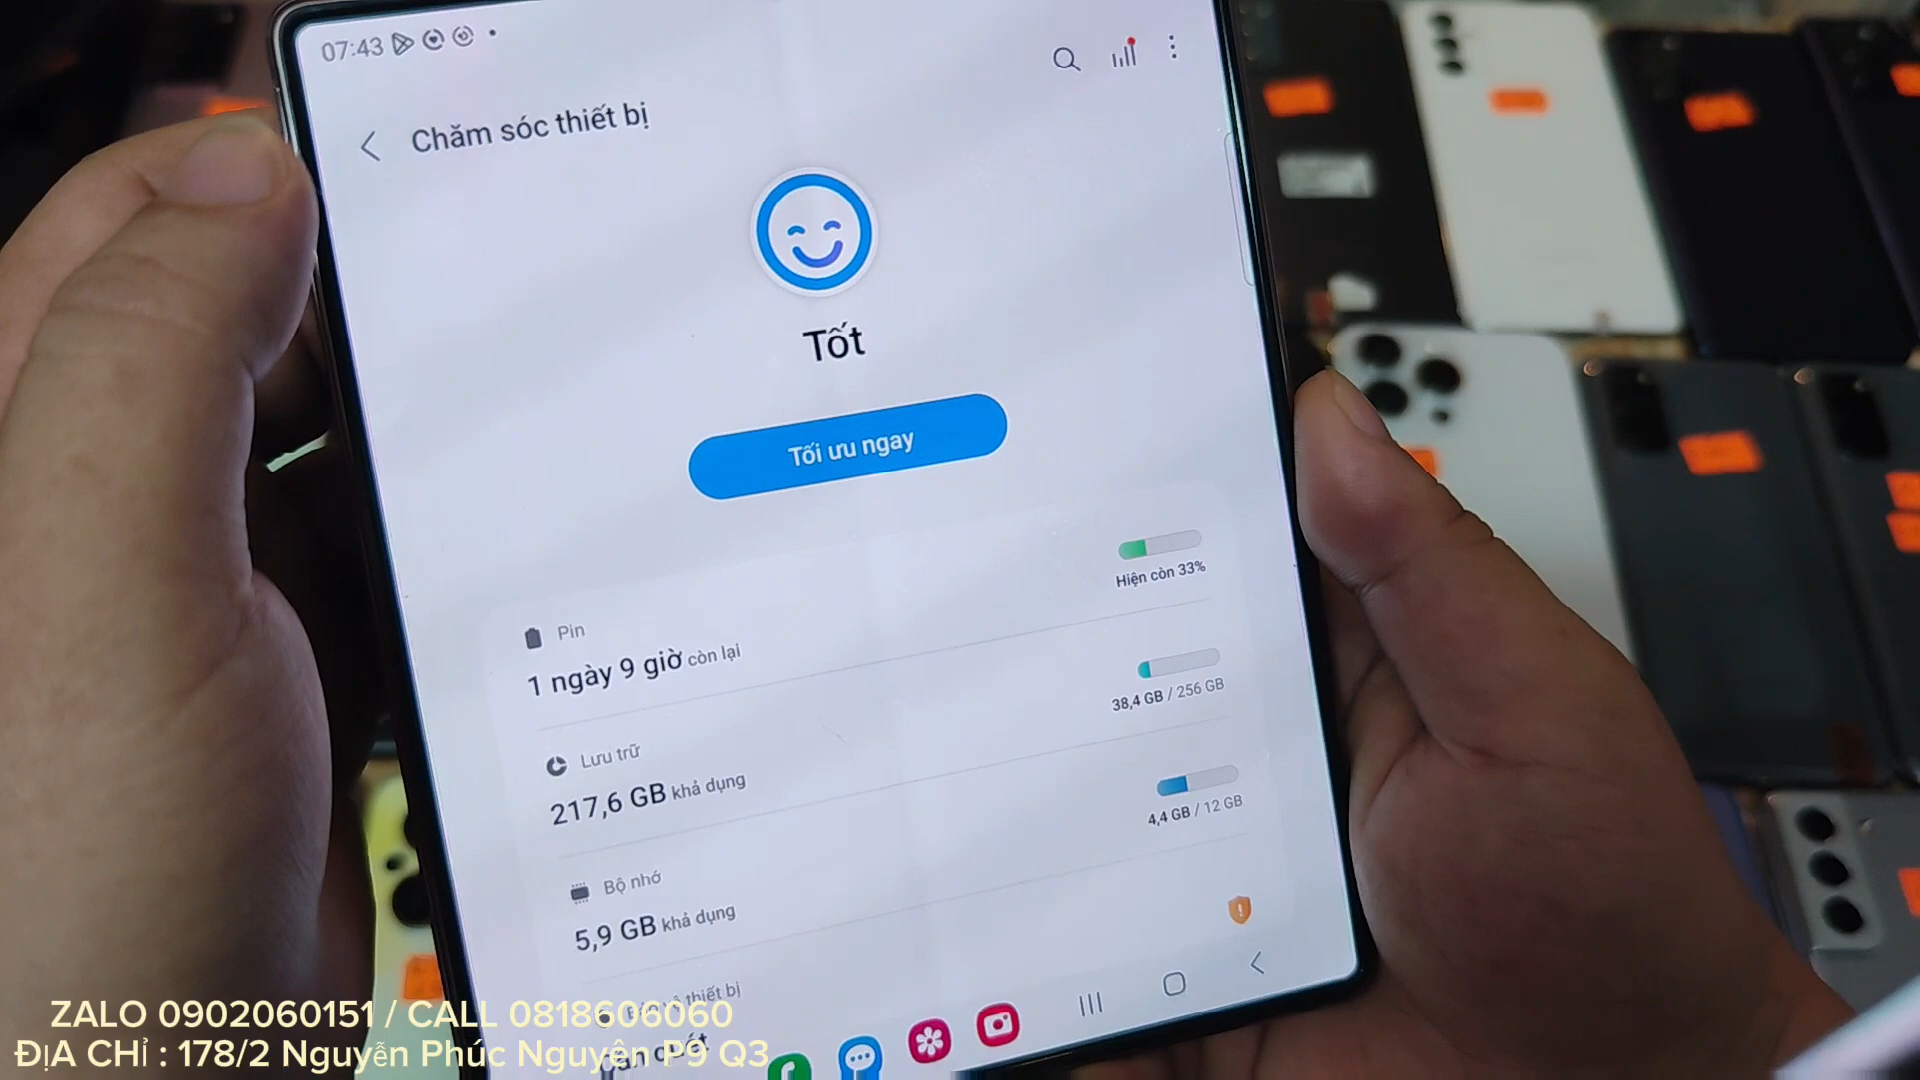 07:43
Chăm sóc thiết bị
Tốt
Tối ưu ngay
Hiện còn 33%
Pin
1 ngày 9 giờ còn lại
38,4 GB / 256 GB
Lưu trữ
217,6 GB khả dụng
4,4 GB / 12 GB
Bộ nhớ
5,9 GB khả dụng
thiết bị
ZALO 0902060151 / CALL 0818606060
ĐỊA CHỈ : 178/2 Nguyễn Phúc Nguyên P9 Q3